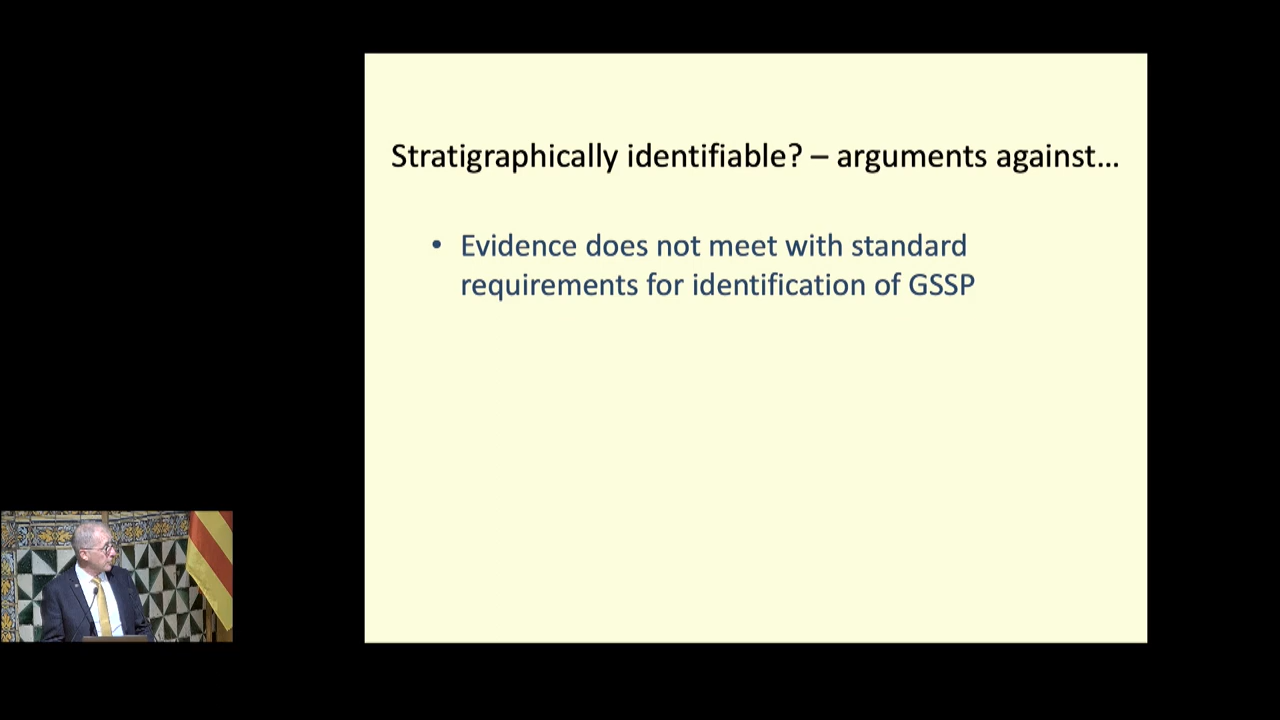 Stratigraphically identifiable? – arguments against…
• Evidence does not meet with standard
requirements for identification of GSSP